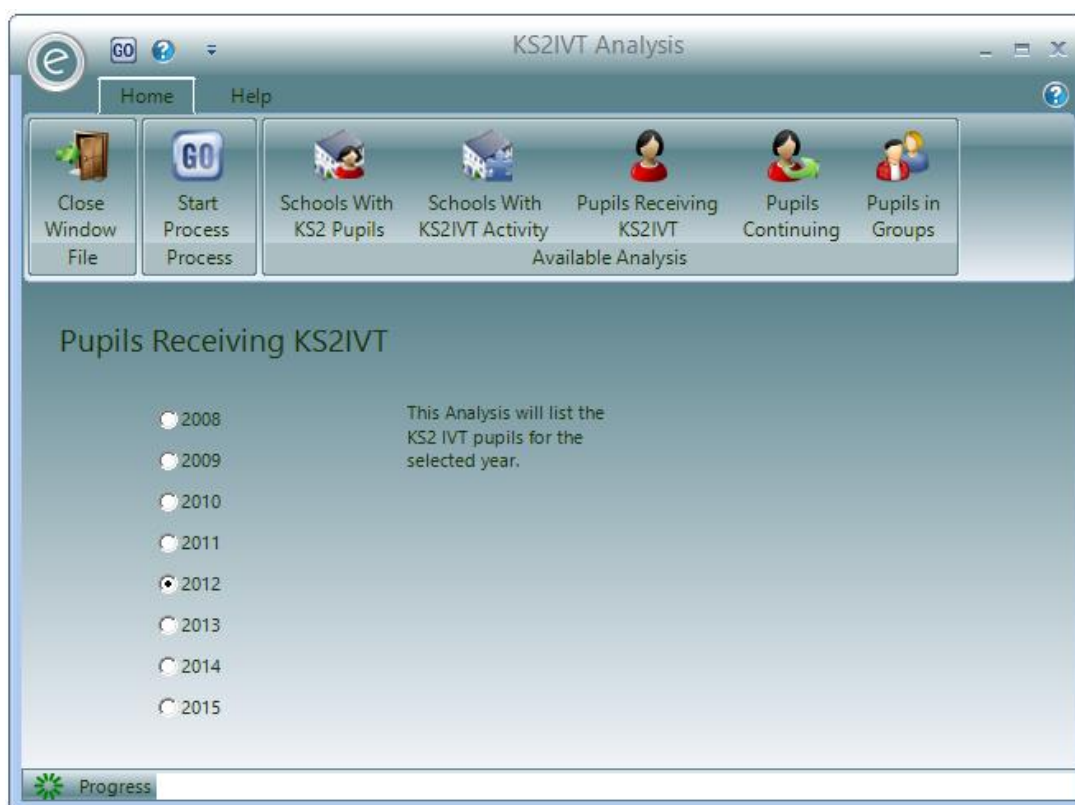 e
GO
KS2IVT Analysis
Home Help
GO
Close Window
Start Process
Schools With KS2 Pupils
Schools With KS2IVT Activity
Pupils Receiving KS2IVT
Pupils Continuing
Pupils in Groups
File
Process
Available Analysis
Pupils Receiving KS2IVT
2008
2009
2010
2011
2012
2013
2014
2015
This Analysis will list the
KS2 IVT pupils for the
selected year.
Progress